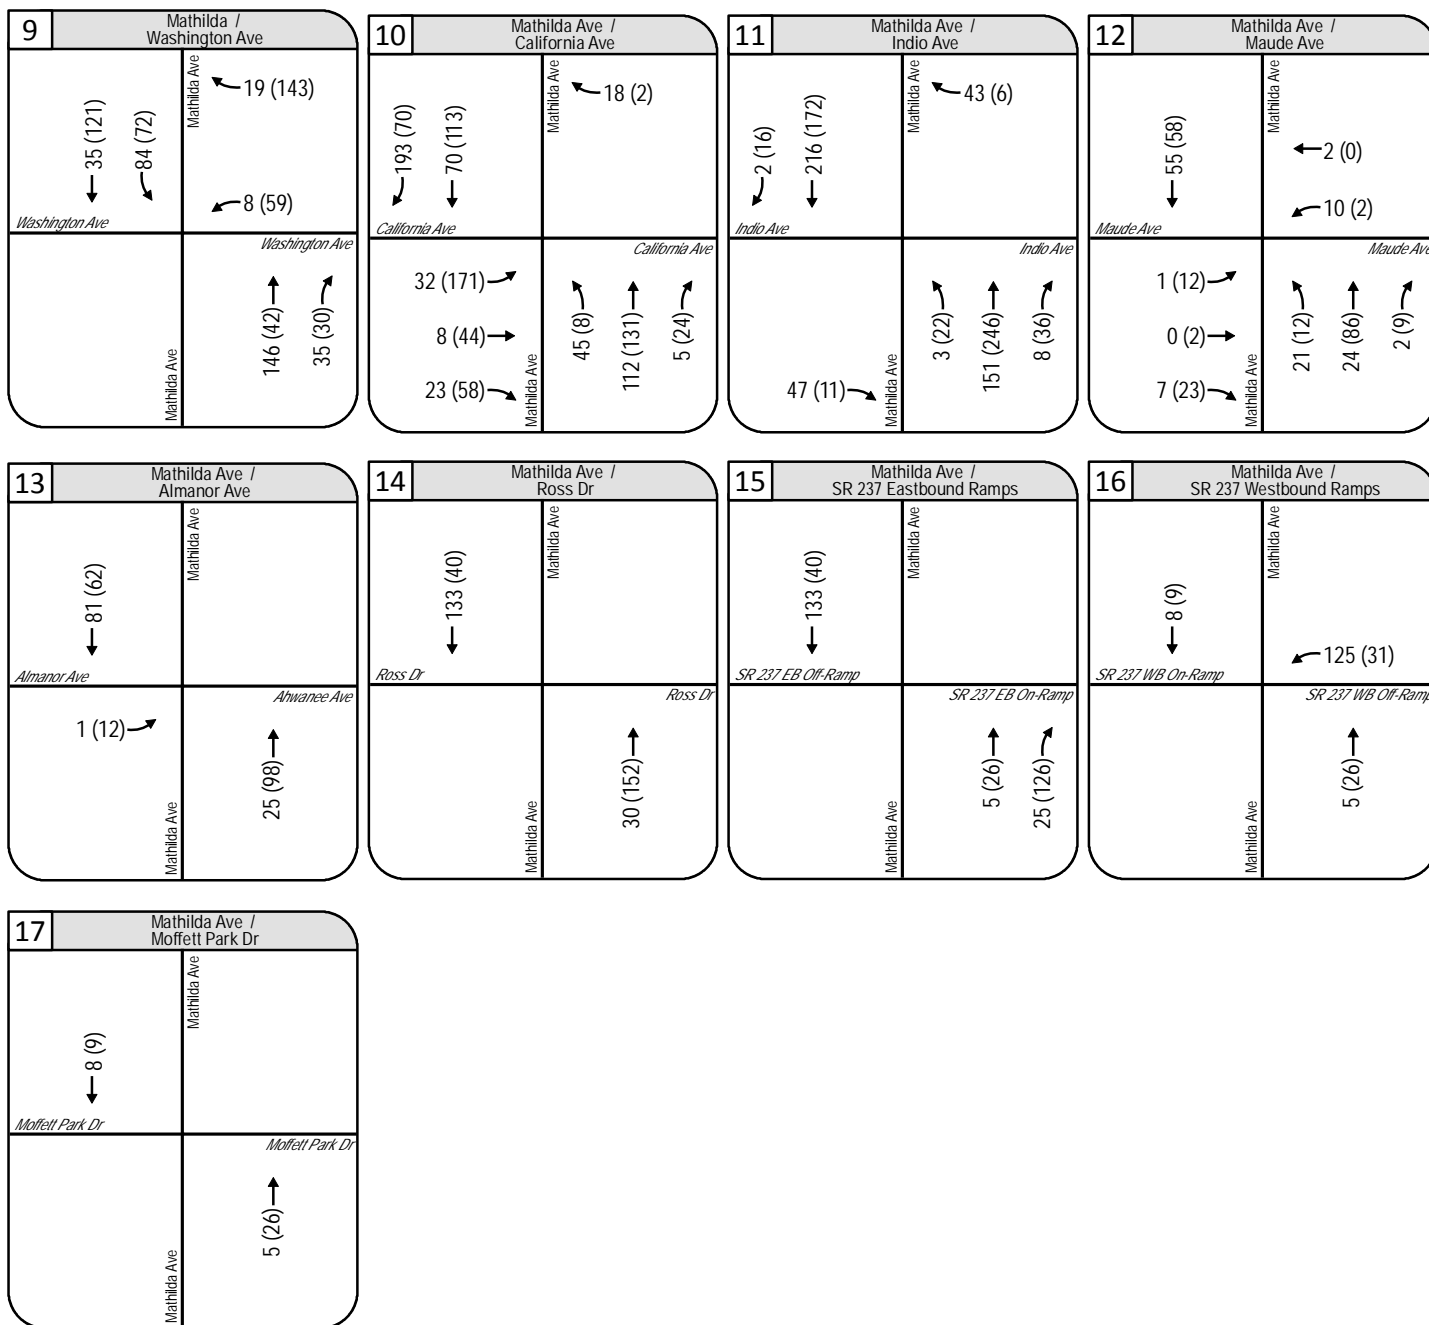 9
Mathilda /
Washington Ave
Mathilda Ave
19 (143)
35 (121)
84 (72)
8 (59)
Washington Ave
Washington Ave
146 (42)
35 (30)
Mathilda Ave
10
Mathilda Ave /
California Ave
Mathilda Ave
18 (2)
193 (70)
70 (113)
California Ave
California Ave
32 (171)
8 (44)
23 (58)
45 (8)
112 (131)
5 (24)
Mathilda Ave
11
Mathilda Ave /
Indio Ave
Mathilda Ave
43 (6)
2 (16)
216 (172)
Indio Ave
Indio Ave
3 (22)
151 (246)
8 (36)
47 (11)
Mathilda Ave
12
Mathilda Ave /
Maude Ave
Mathilda Ave
55 (58)
2 (0)
10 (2)
Maude Ave
Maude Ave
1 (12)
0 (2)
7 (23)
21 (12)
24 (86)
2 (9)
Mathilda Ave
13
Mathilda Ave /
Almanor Ave
Mathilda Ave
81 (62)
Almanor Ave
Ahwanee Ave
1 (12)
25 (98)
Mathilda Ave
14
Mathilda Ave /
Ross Dr
Mathilda Ave
133 (40)
Ross Dr
Ross Dr
30 (152)
Mathilda Ave
15
Mathilda Ave /
SR 237 Eastbound Ramps
Mathilda Ave
133 (40)
SR 237 EB Off-Ramp
SR 237 EB On-Ramp
5 (26)
25 (126)
Mathilda Ave
16
Mathilda Ave /
SR 237 Westbound Ramps
Mathilda Ave
8 (9)
125 (31)
SR 237 WB On-Ramp
SR 237 WB Off-Ramp
5 (26)
Mathilda Ave
17
Mathilda Ave /
Moffett Park Dr
Mathilda Ave
8 (9)
Moffett Park Dr
Moffett Park Dr
5 (26)
Mathilda Ave